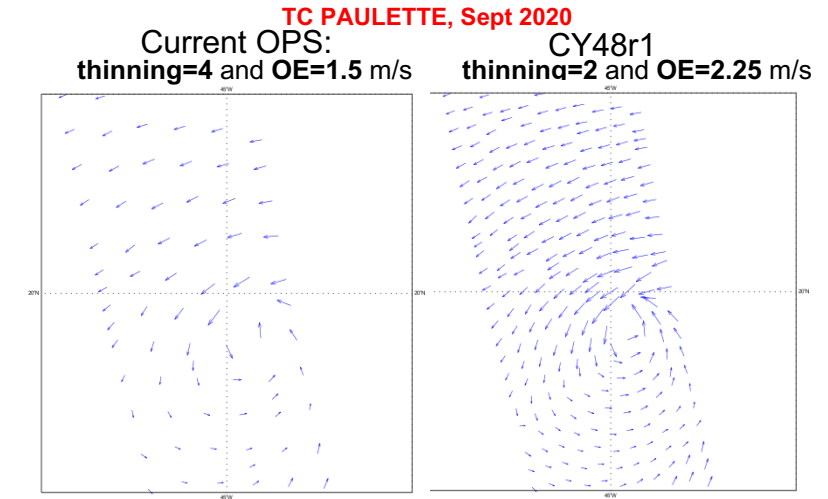 TC PAULETTE, Sept 2020
Current OPS:
thinning=4 and OE=1.5 m/s
CY48r1
thinning=2 and OE=2.25 m/s
45°W
45°W
20°N
20°N
20°N
45°W
45°W